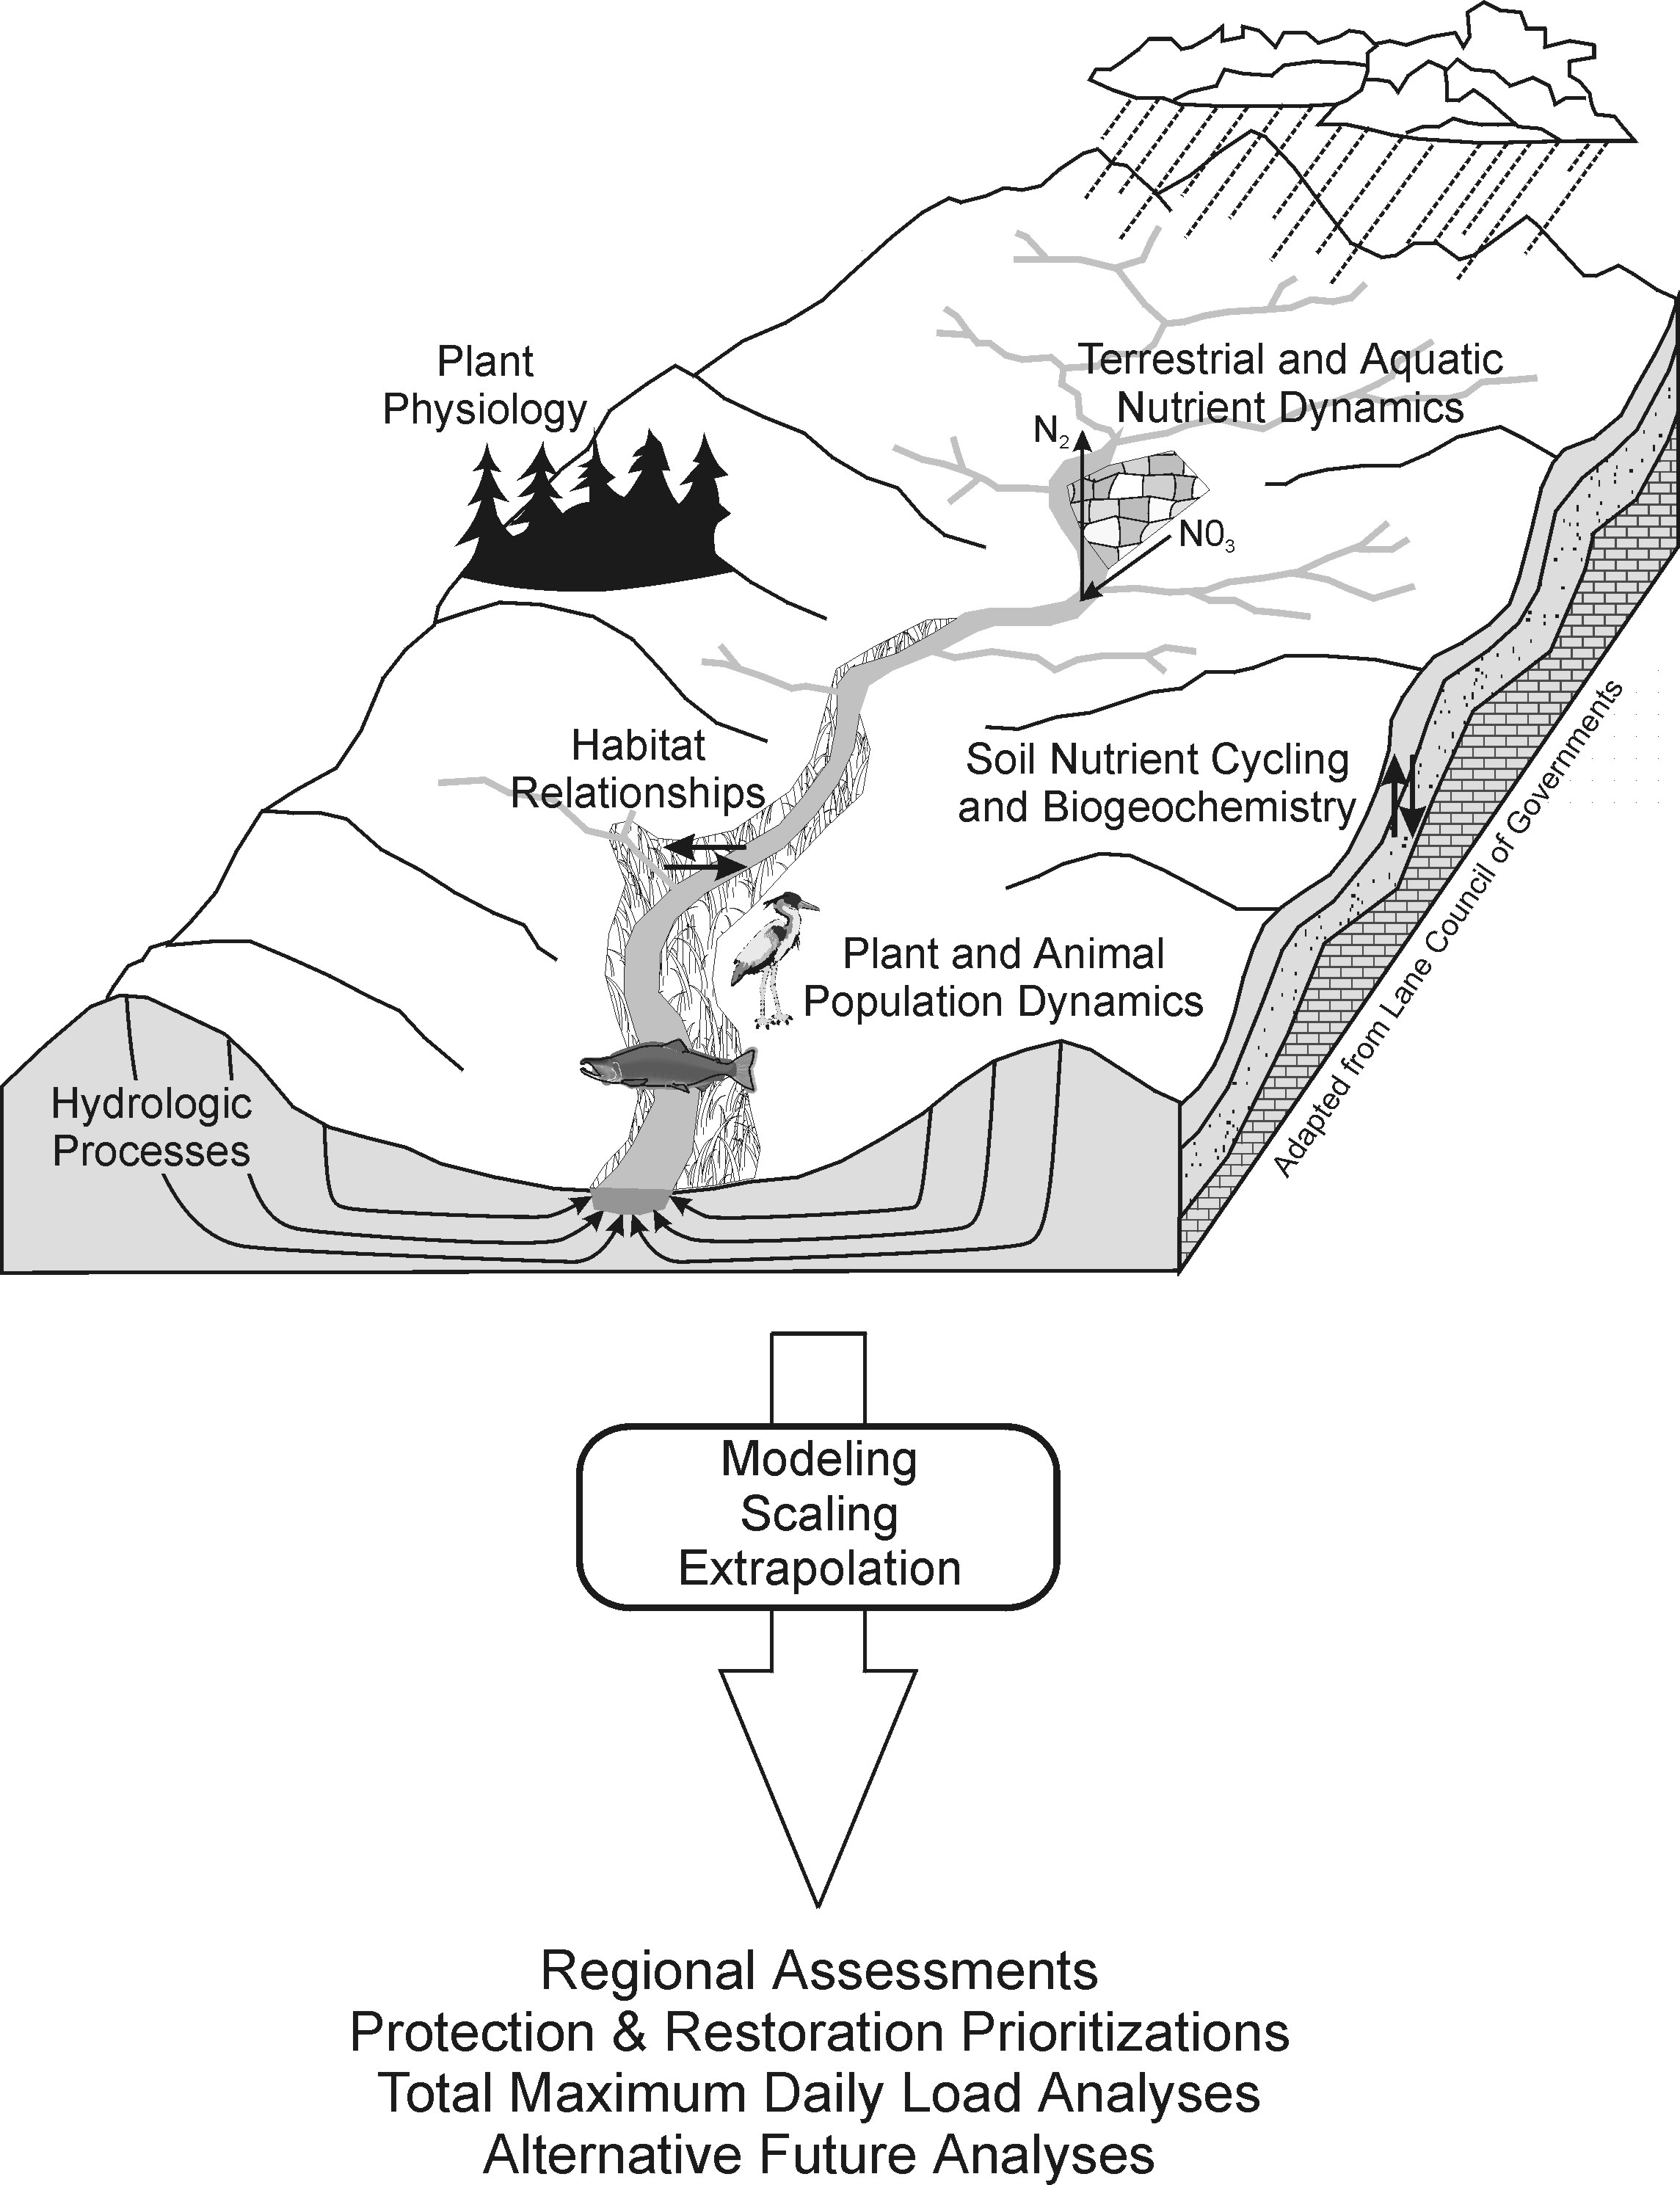 Plant
Physiology
Terrestrial and Aquatic
Nutrient Dynamics
N₂
N0₃
Habitat
Relationships
Soil Nutrient Cycling
and Biogeochemistry
Plant and Animal
Population Dynamics
Hydrologic
Processes
Adapted from Lane Council of Governments
Modeling
Scaling
Extrapolation
Regional Assessments
Protection & Restoration Prioritizations
Total Maximum Daily Load Analyses
Alternative Future Analyses